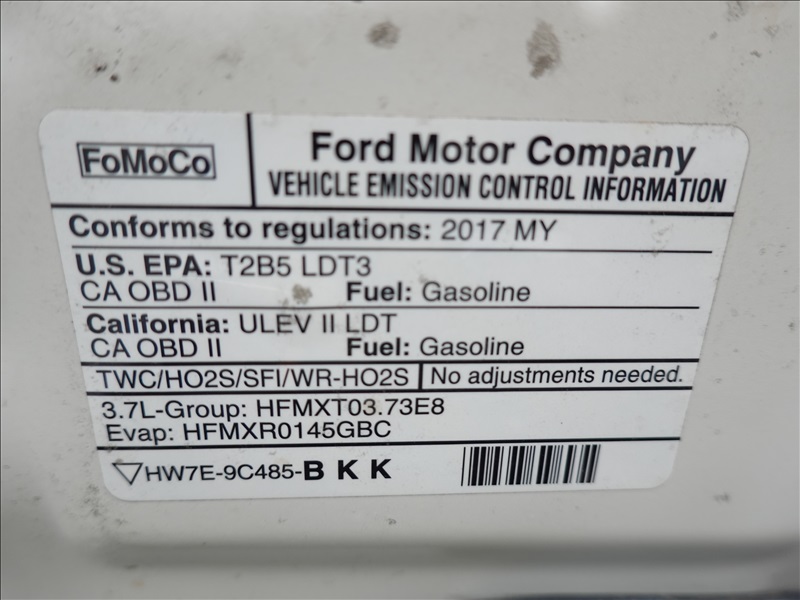 FoMoCo
Ford Motor Company
VEHICLE EMISSION CONTROL INFORMATION
Conforms to regulations: 2017 MY
U.S. EPA: T2B5 LDT3
CA OBD II Fuel: Gasoline
California: ULEV II LDT
CA OBD II Fuel: Gasoline
TWC/HO2S/SFI/WR-HO2S No adjustments needed.
3.7L-Group: HFMXT03.73E8
Evap: HFMXR0145GBC
HW7E-9C485-B K K